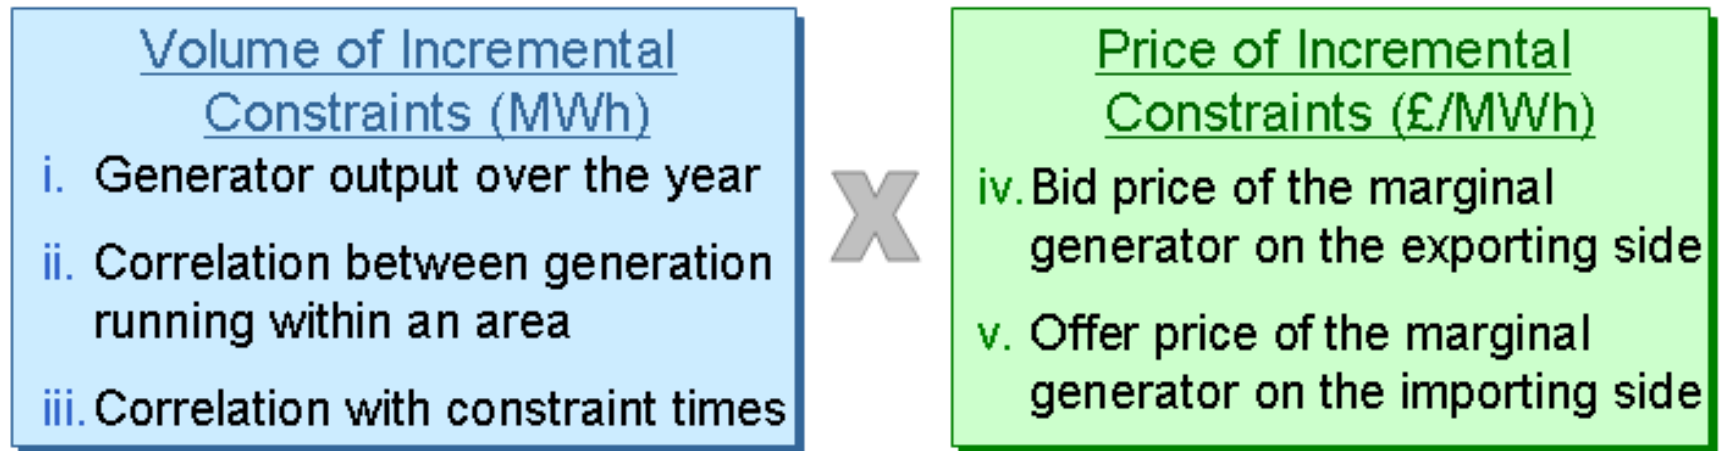 Volume of Incremental
Constraints (MWh)
i. Generator output over the year
ii. Correlation between generation
running within an area
iii. Correlation with constraint times
X
Price of Incremental
Constraints (£/MWh)
iv. Bid price of the marginal
generator on the exporting side
v. Offer price of the marginal
generator on the importing side